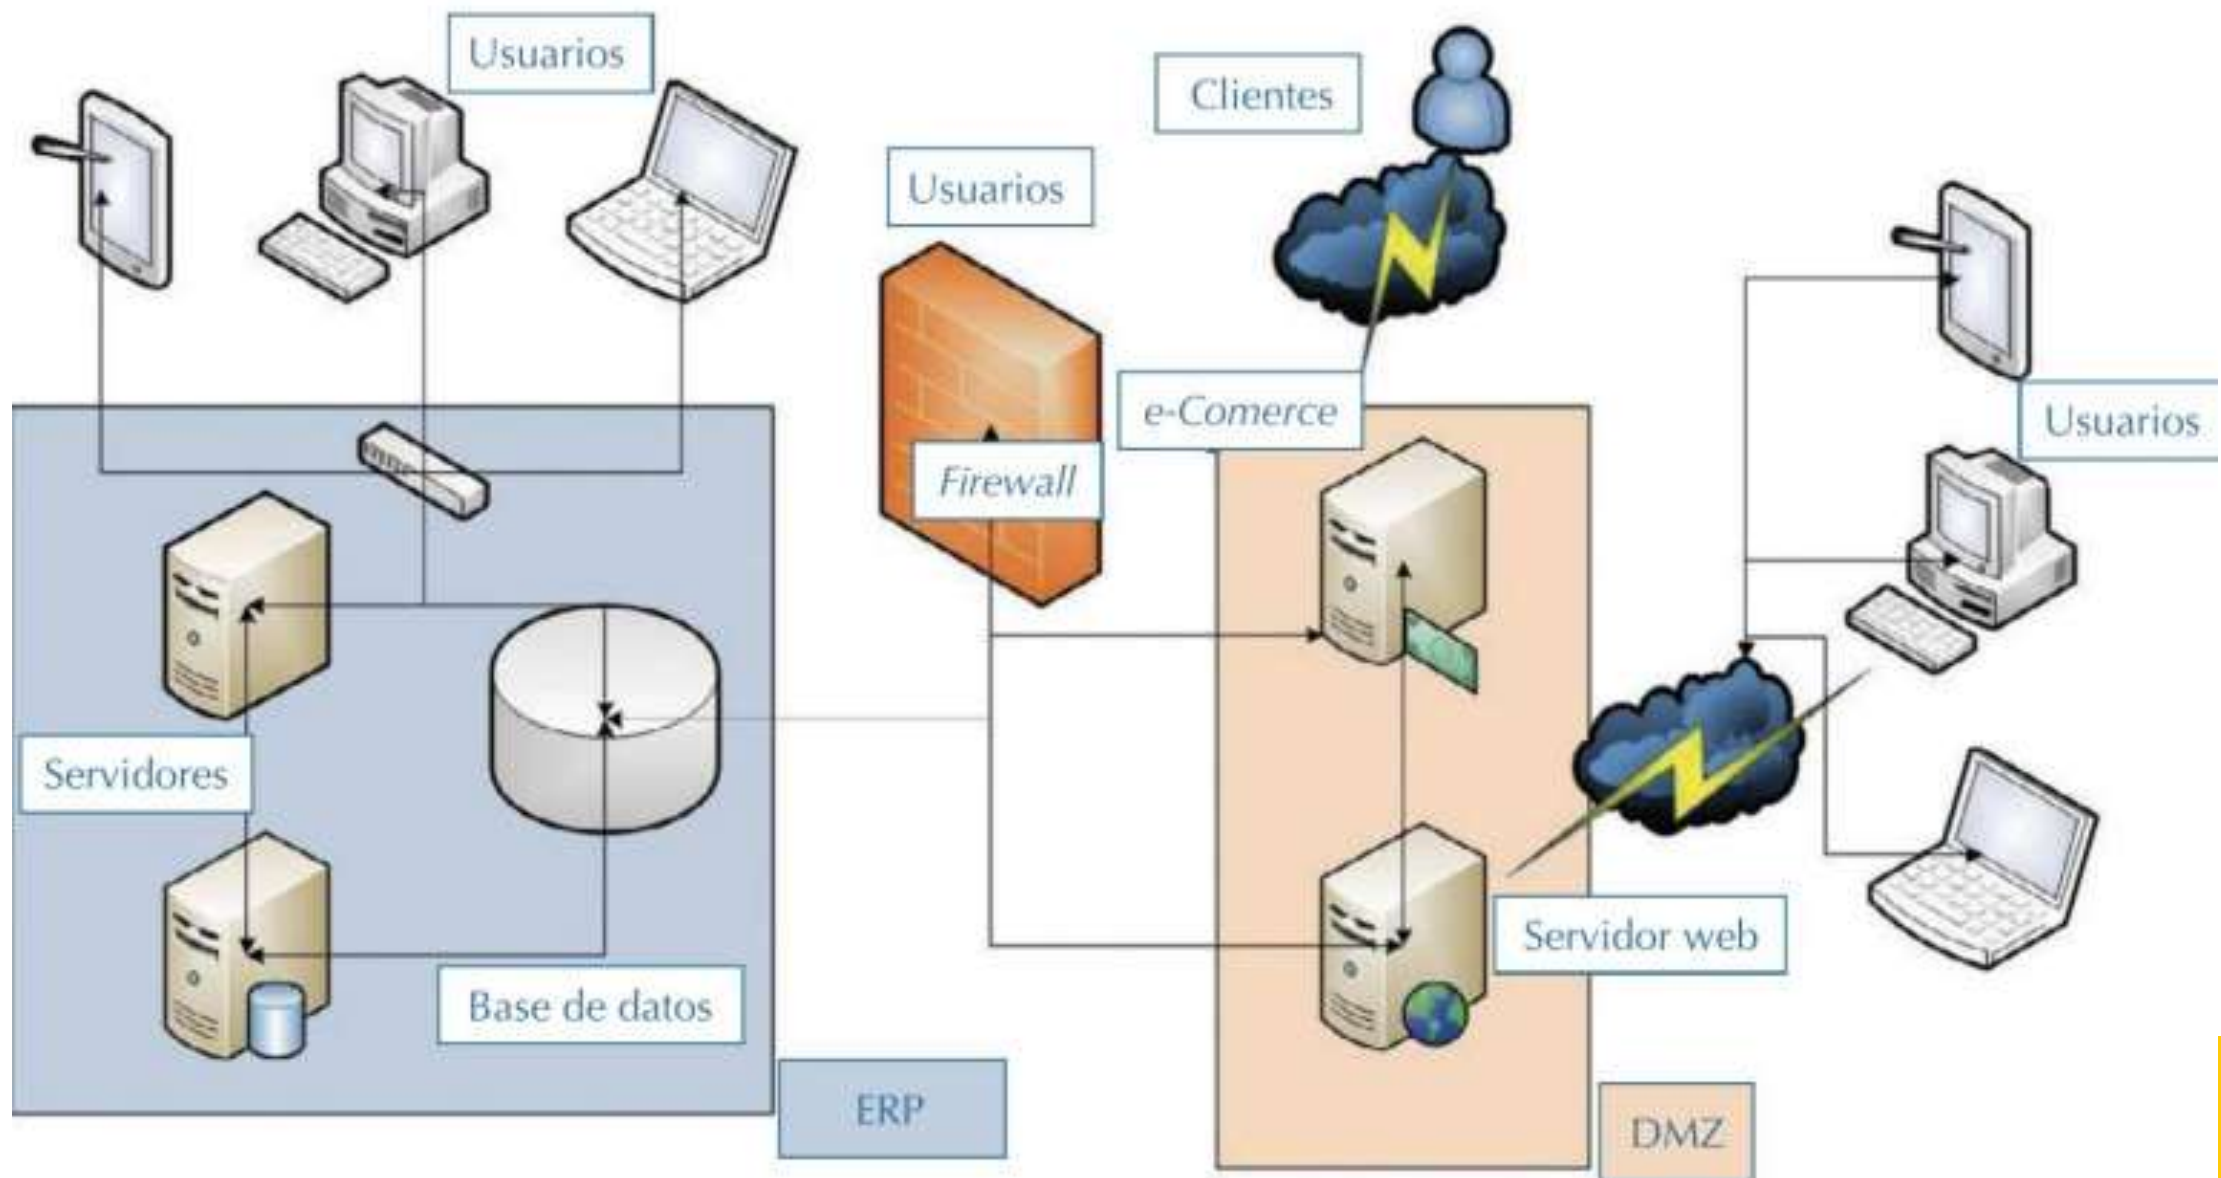 Usuarios
Clientes
Usuarios
e-Comerce
Usuarios
Firewall
Servidores
Servidor web
Base de datos
ERP
DMZ